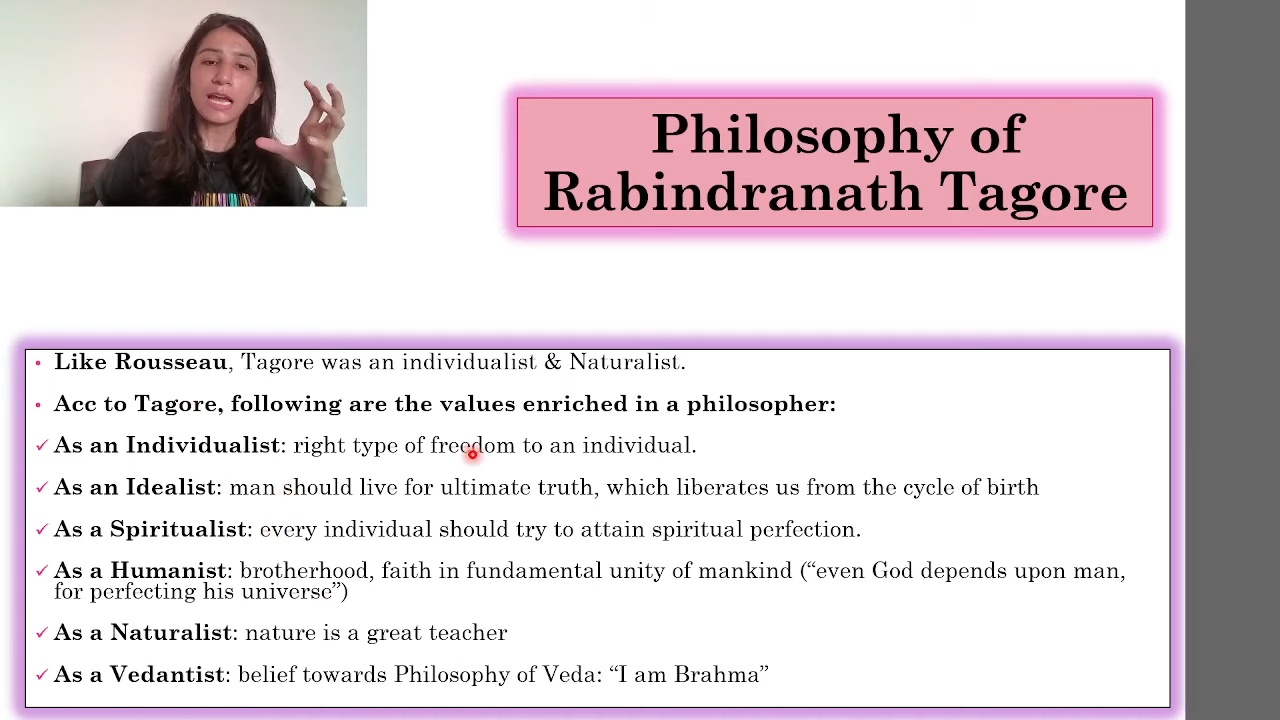 Philosophy of
Rabindranath Tagore
• Like Rousseau, Tagore was an individualist & Naturalist.
• Acc to Tagore, following are the values enriched in a philosopher:
✓ As an Individualist: right type of freedom to an individual.
✓ As an Idealist: man should live for ultimate truth, which liberates us from the cycle of birth
✓ As a Spiritualist: every individual should try to attain spiritual perfection.
✓ As a Humanist: brotherhood, faith in fundamental unity of mankind (“even God depends upon man,
for perfecting his universe”)
✓ As a Naturalist: nature is a great teacher
✓ As a Vedantist: belief towards Philosophy of Veda: “I am Brahma”